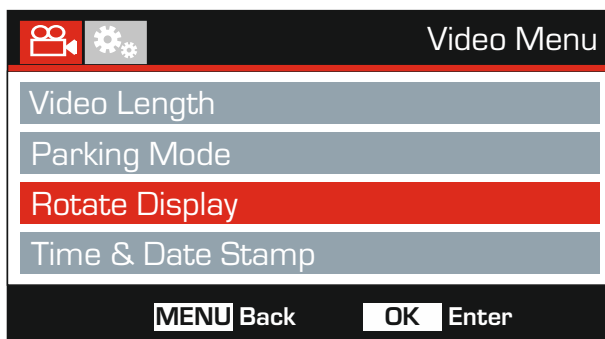 Video Menu
Video Length
Parking Mode
Rotate Display
Time & Date Stamp
MENU Back OK Enter